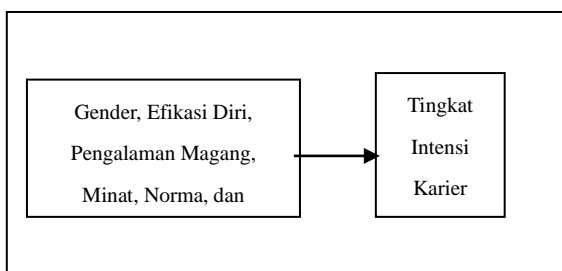 Gender, Efikasi Diri,
Pengalaman Magang,
Minat, Norma, dan
Tingkat
Intensi
Karier